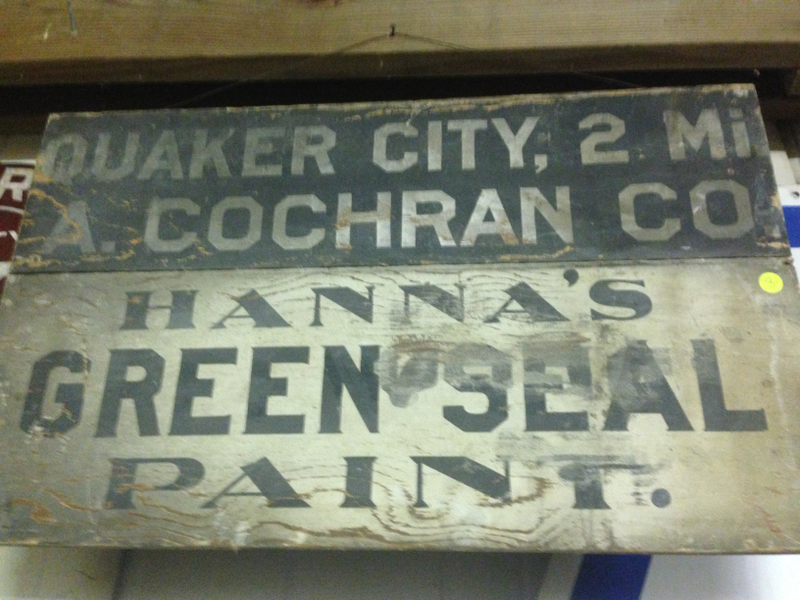 QUAKER CITY, 2 Mi.
A. COCHRAN CO.
HANNA'S
GREEN SEAL
PAINT.